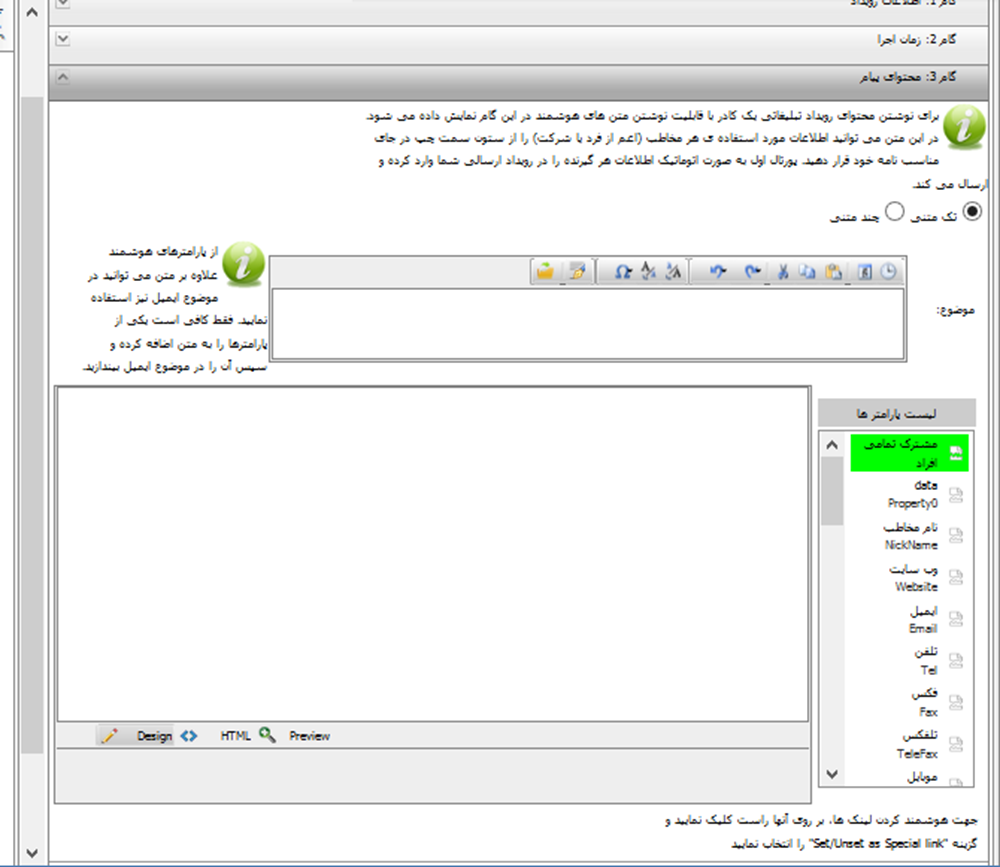 گام 1: اطلاعات رویداد
گام 2: زمان اجرا
گام 3: محتوای پیام
برای نوشتن محتوای رویداد تبلیغاتی یک کادر با قابلیت نوشتن متن های هوشمند در این گام نمایش داده می شود.
در این متن می توانید اطلاعات مورد استفاده ی هر مخاطب (اعم از فرد یا شرکت) را از ستون سمت چپ در جای
مناسب نامه خود قرار دهید. پورتال اول به صورت اتوماتیک اطلاعات هر گیرنده را در رویداد ارسالی شما وارد کرده و
ارسال می کند.
تک متنی چند متنی
موضوع:
از پارامترهای هوشمند
علاوه بر متن می توانید در
موضوع ایمیل نیز استفاده
نمایید. فقط کافی است یکی از
پارامترها را به متن اضافه کرده و
سپس آن را در موضوع ایمیل بیندازید.
لیست پارامتر ها
مشترک تمامی
افراد
data
Property0
نام مخاطب
NickName
وب سایت
Website
ایمیل
Email
تلفن
Tel
فکس
Fax
تلفکس
TeleFax
موبایل
Design HTML Preview
جهت هوشمند کردن لینک ها، بر روی آنها راست کلیک نمایید و
گزینه "Set/Unset as Special link" را انتخاب نمایید